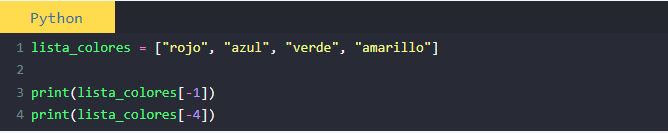 Python
1 lista_colores = ["rojo", "azul", "verde", "amarillo"]
2
3 print(lista_colores[-1])
4 print(lista_colores[-4])